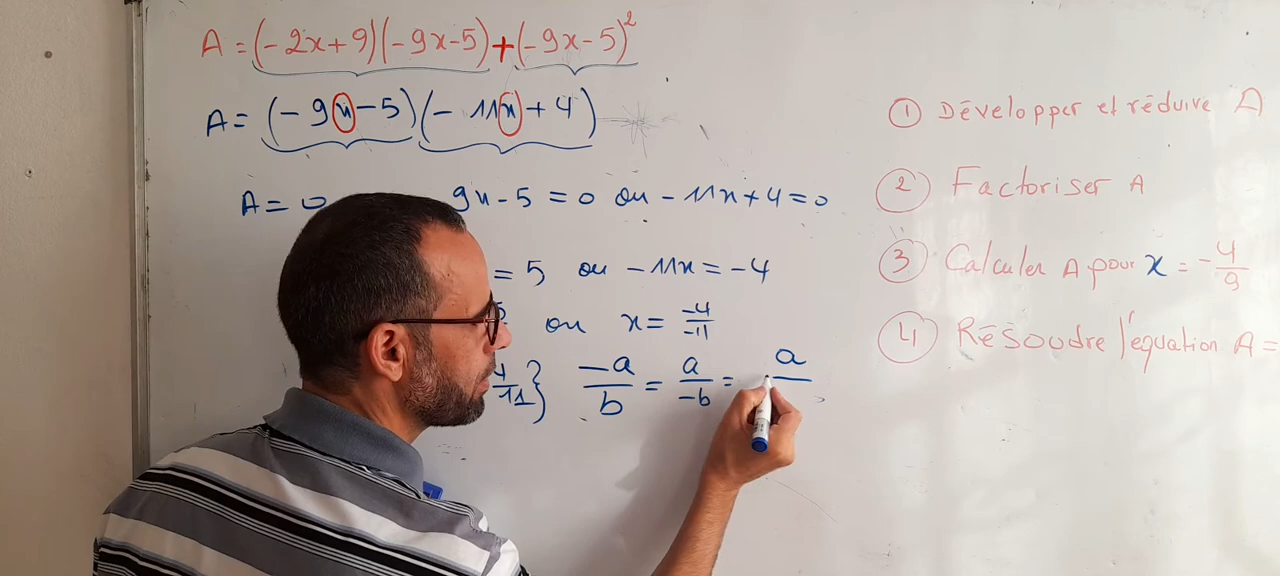 A = (-2x+9)(-9x-5)+(-9x-5)²
A = (-9x-5)(-11x+4)
A = 0 9x-5 = 0 ou -11x+4 = 0
= 5 ou -11x = -4
ou x = -4/-11
4/11} -a/b = a/-b = a
① Développer et réduire A
② Factoriser A
③ Calculer A pour x = -4/9
④ Résoudre l'équation A =